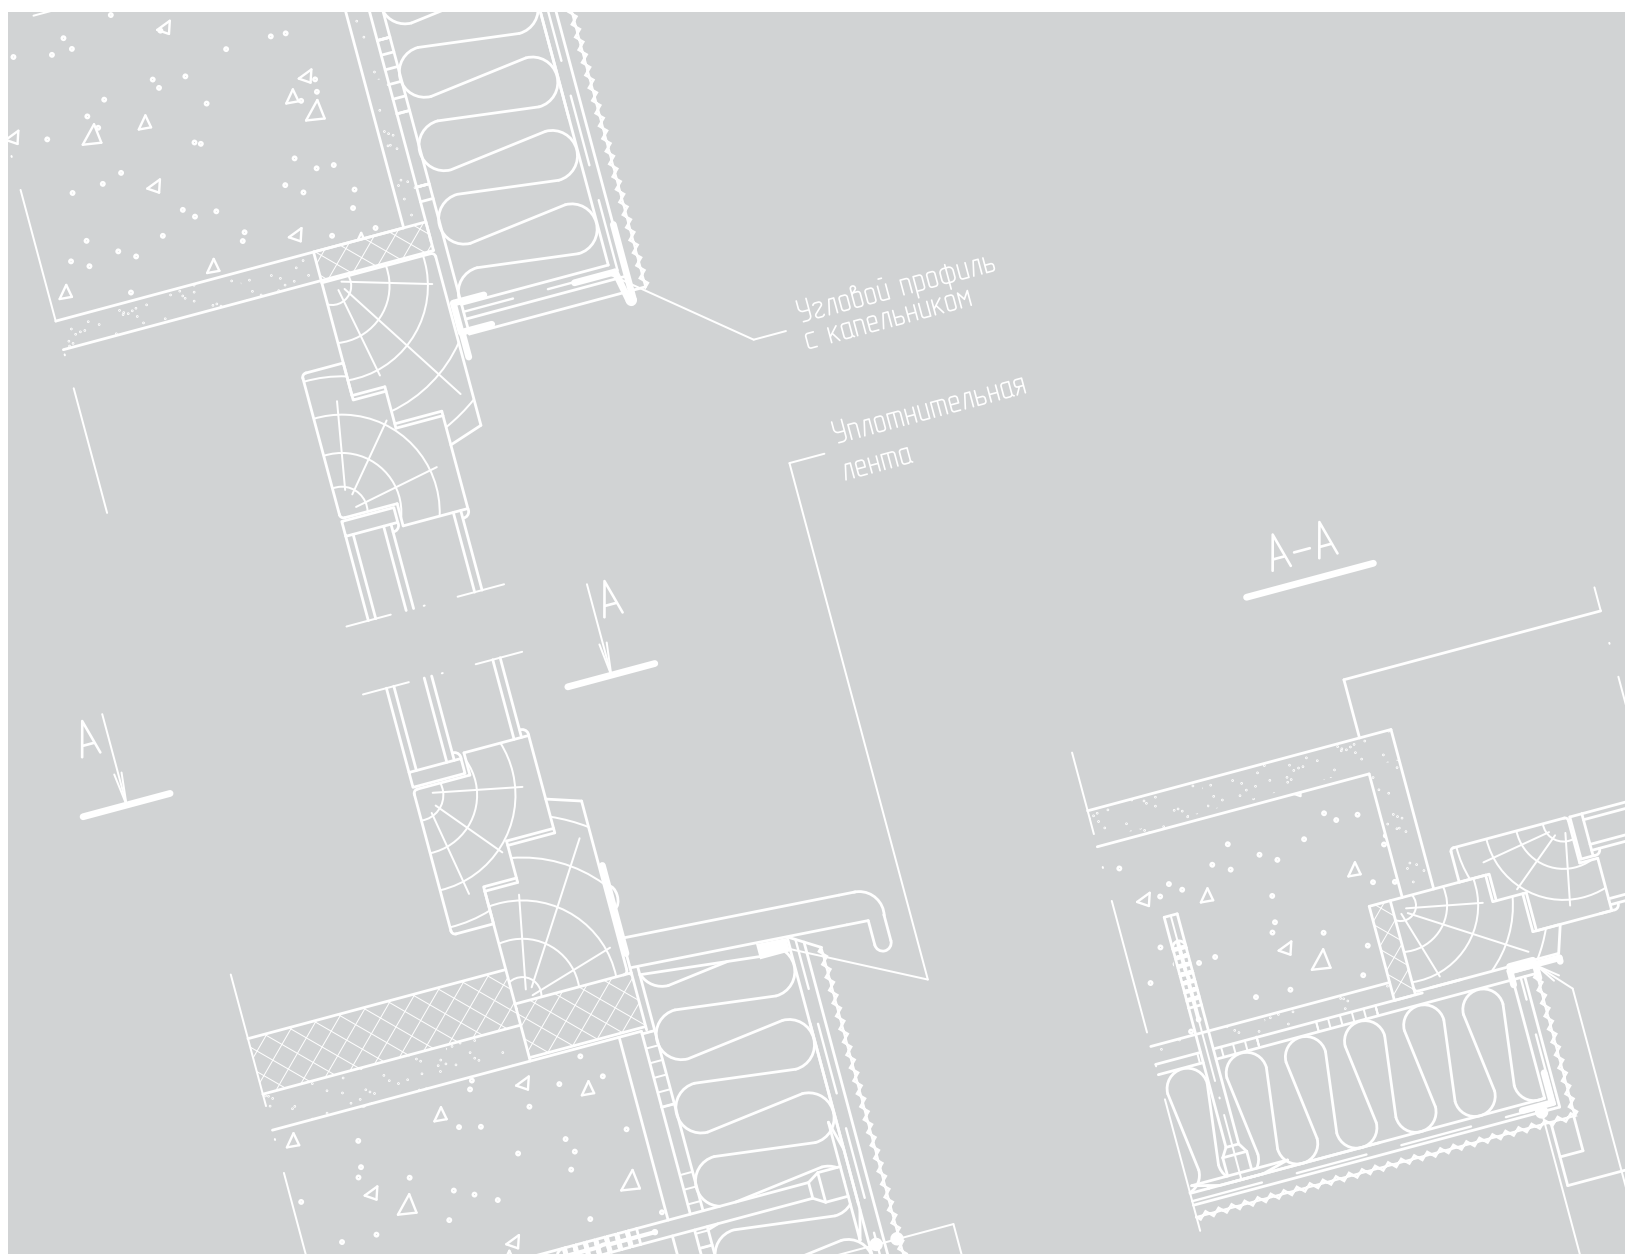 Угловой профиль
с капельником
Уплотнительная
лента
А-А
А
А